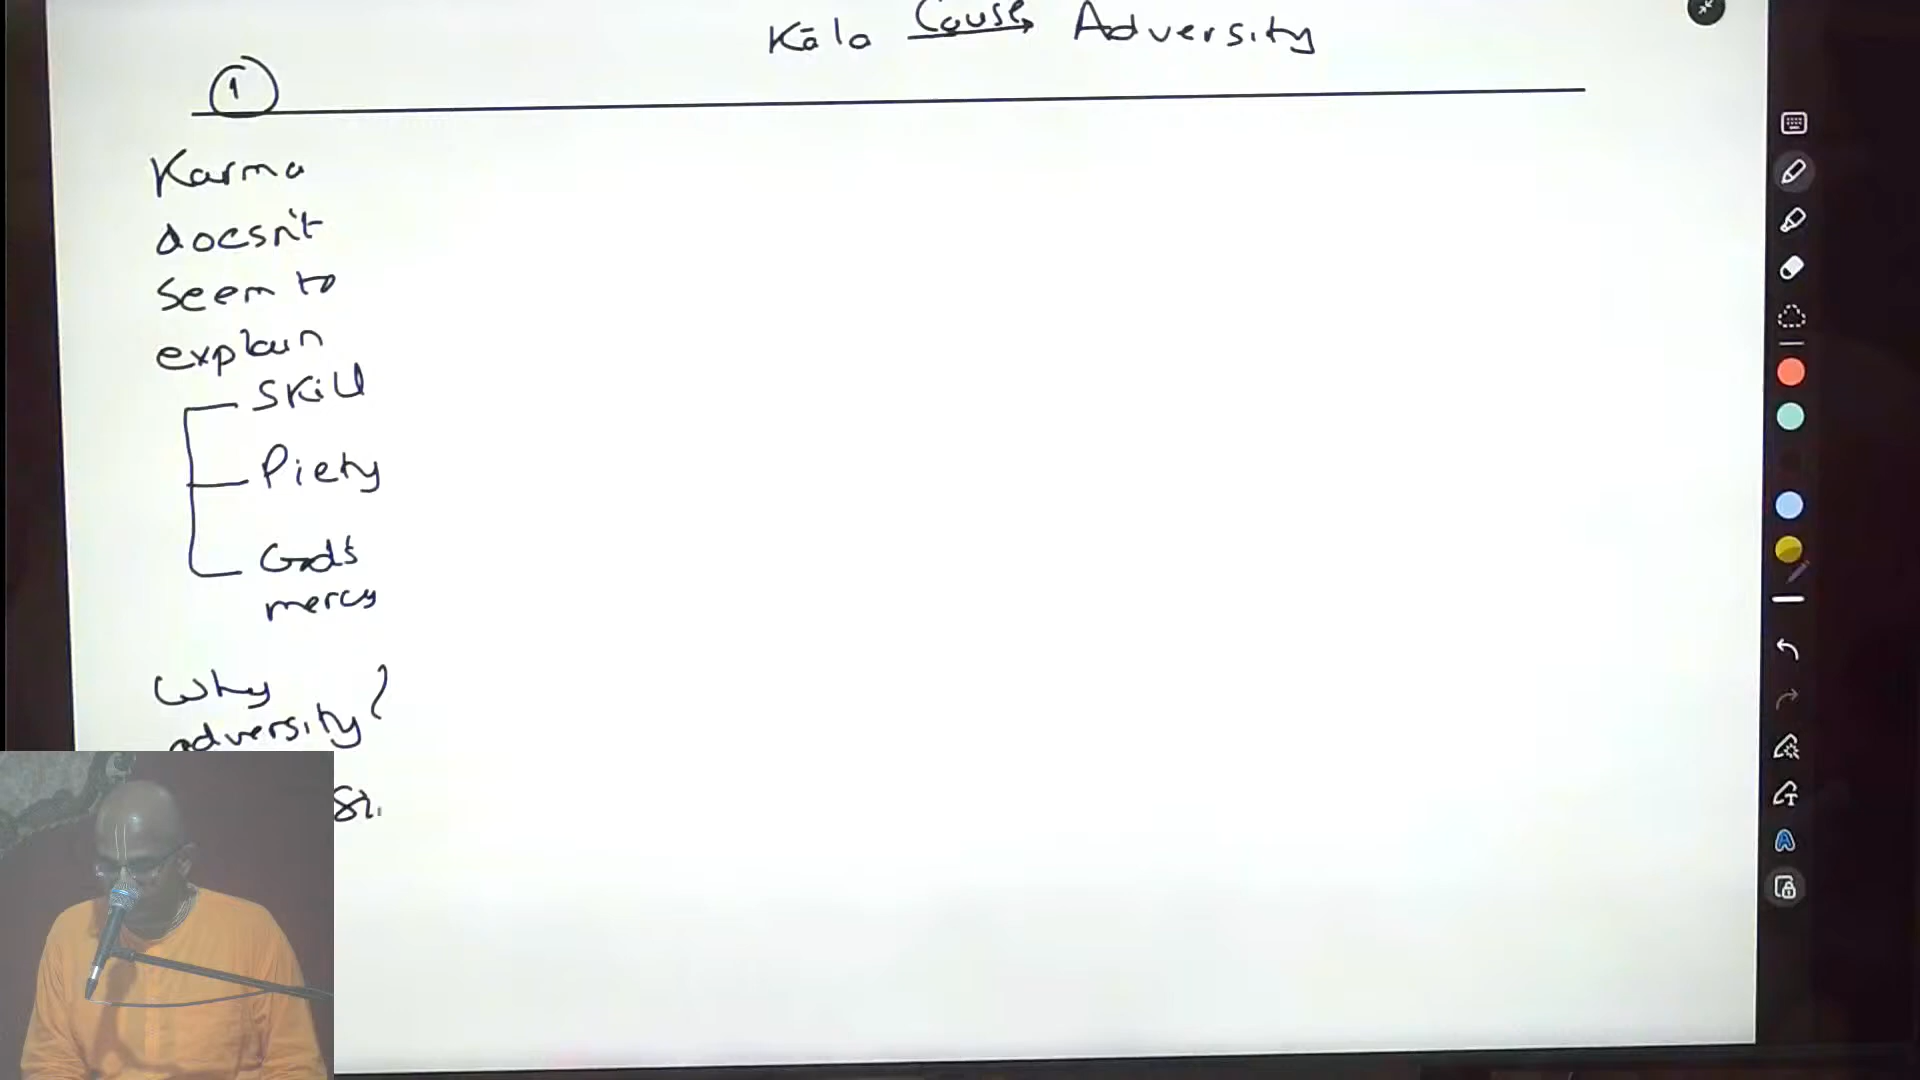 Kāla Cause Adversity
1
Karma
doesn't
seem to
explain
Skill
Piety
God's
mercy
Why
adversity?